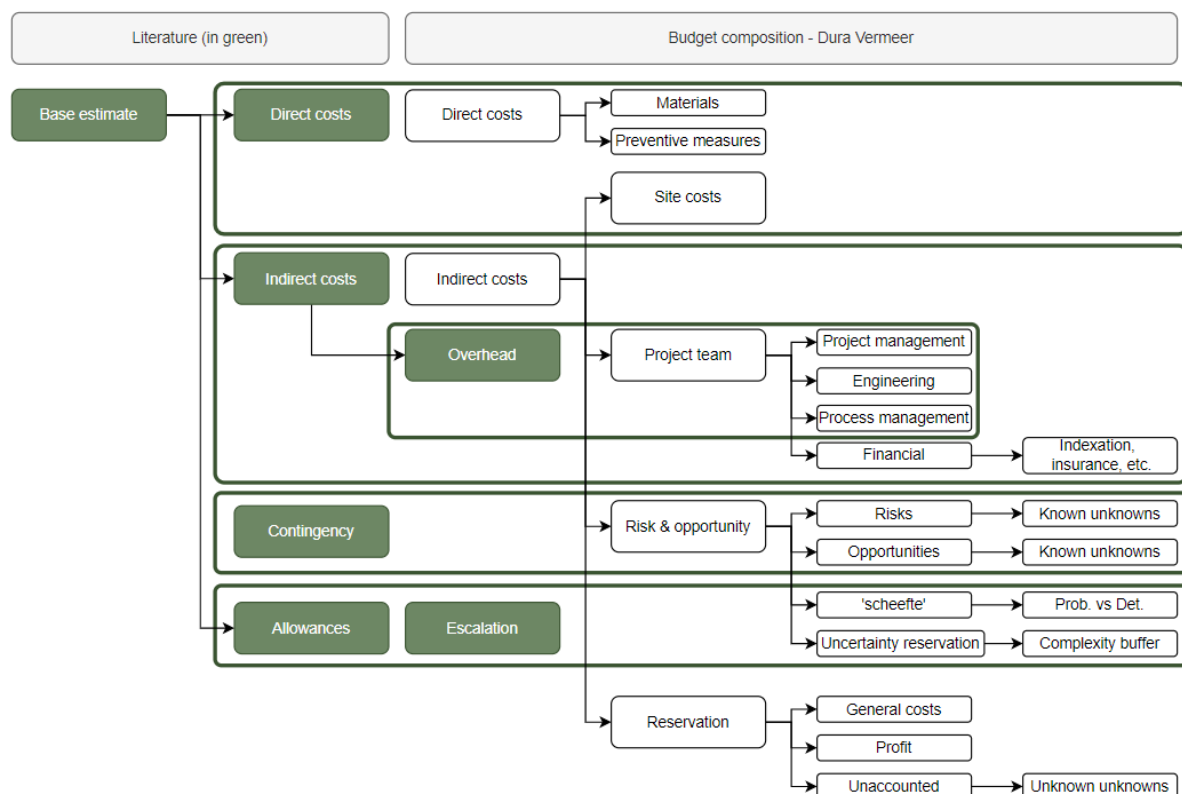 Literature (in green)
Budget composition - Dura Vermeer
Base estimate
Direct costs
Direct costs
Materials
Preventive measures
Site costs
Indirect costs
Indirect costs
Overhead
Project team
Project management
Engineering
Process management
Financial
Indexation,
insurance, etc.
Contingency
Risk & opportunity
Risks
Known unknowns
Opportunities
Known unknowns
Allowances
Escalation
'scheefte'
Prob. vs Det.
Uncertainty reservation
Complexity buffer
Reservation
General costs
Profit
Unaccounted
Unknown unknowns